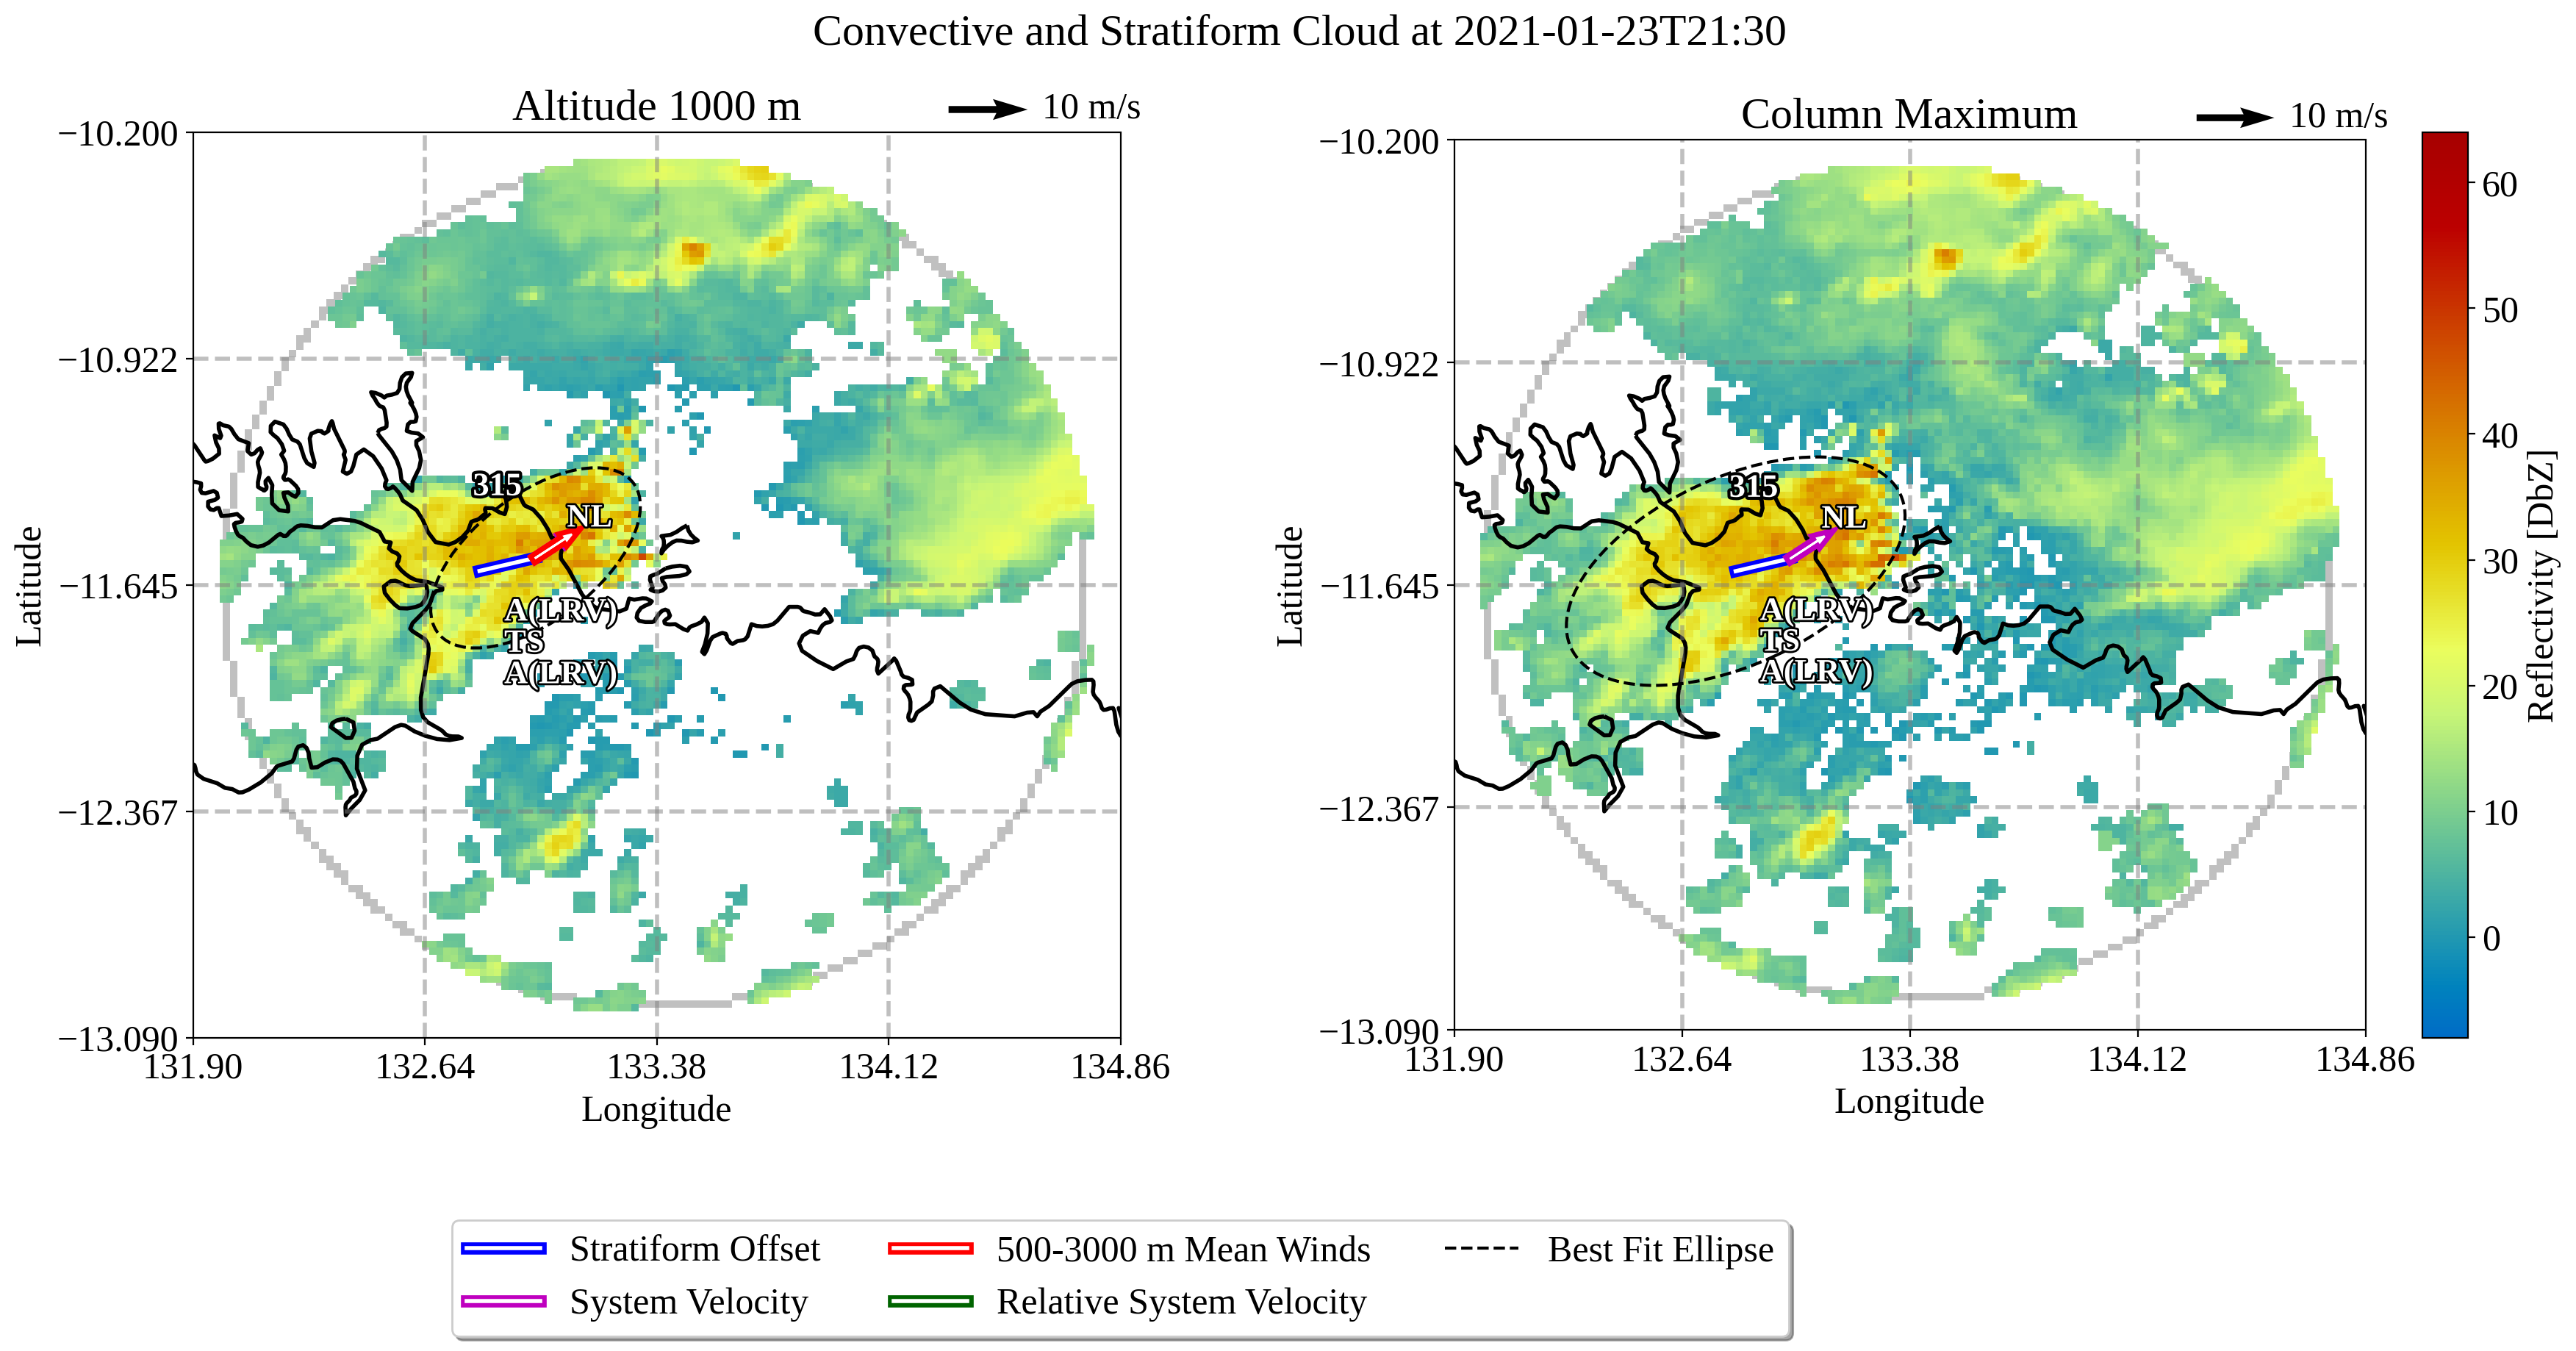 Convective and Stratiform Cloud at 2021-01-23T21:30
Altitude 1000 m
10 m/s
−10.200
−10.922
−11.645
−12.367
−13.090
Latitude
131.90
132.64
133.38
134.12
134.86
Longitude
315
NL
A(LRV)
TS
A(LRV)
Column Maximum
10 m/s
−10.200
−10.922
−11.645
−12.367
−13.090
Latitude
131.90
132.64
133.38
134.12
134.86
Longitude
315
NL
A(LRV)
TS
A(LRV)
60
50
40
30
20
10
0
Reflectivity [DbZ]
Stratiform Offset
System Velocity
500-3000 m Mean Winds
Relative System Velocity
Best Fit Ellipse